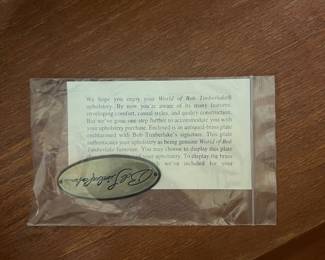 We hope you enjoy your World of Bob Timberlake®
upholstery. By now you're aware of its many features:
enveloping comfort, casual styles, and quality construction.
But we've gone one step further to accommodate you with
your upholstery purchase. Enclosed is an antiqued-brass plate
emblazoned with Bob Timberlake's signature. This plate
authenticates your upholstery as being genuine World of Bob
Timberlake furniture. You may choose to display this plate
your upholstery. To display the brass
we've included for your
Bob Timberlake